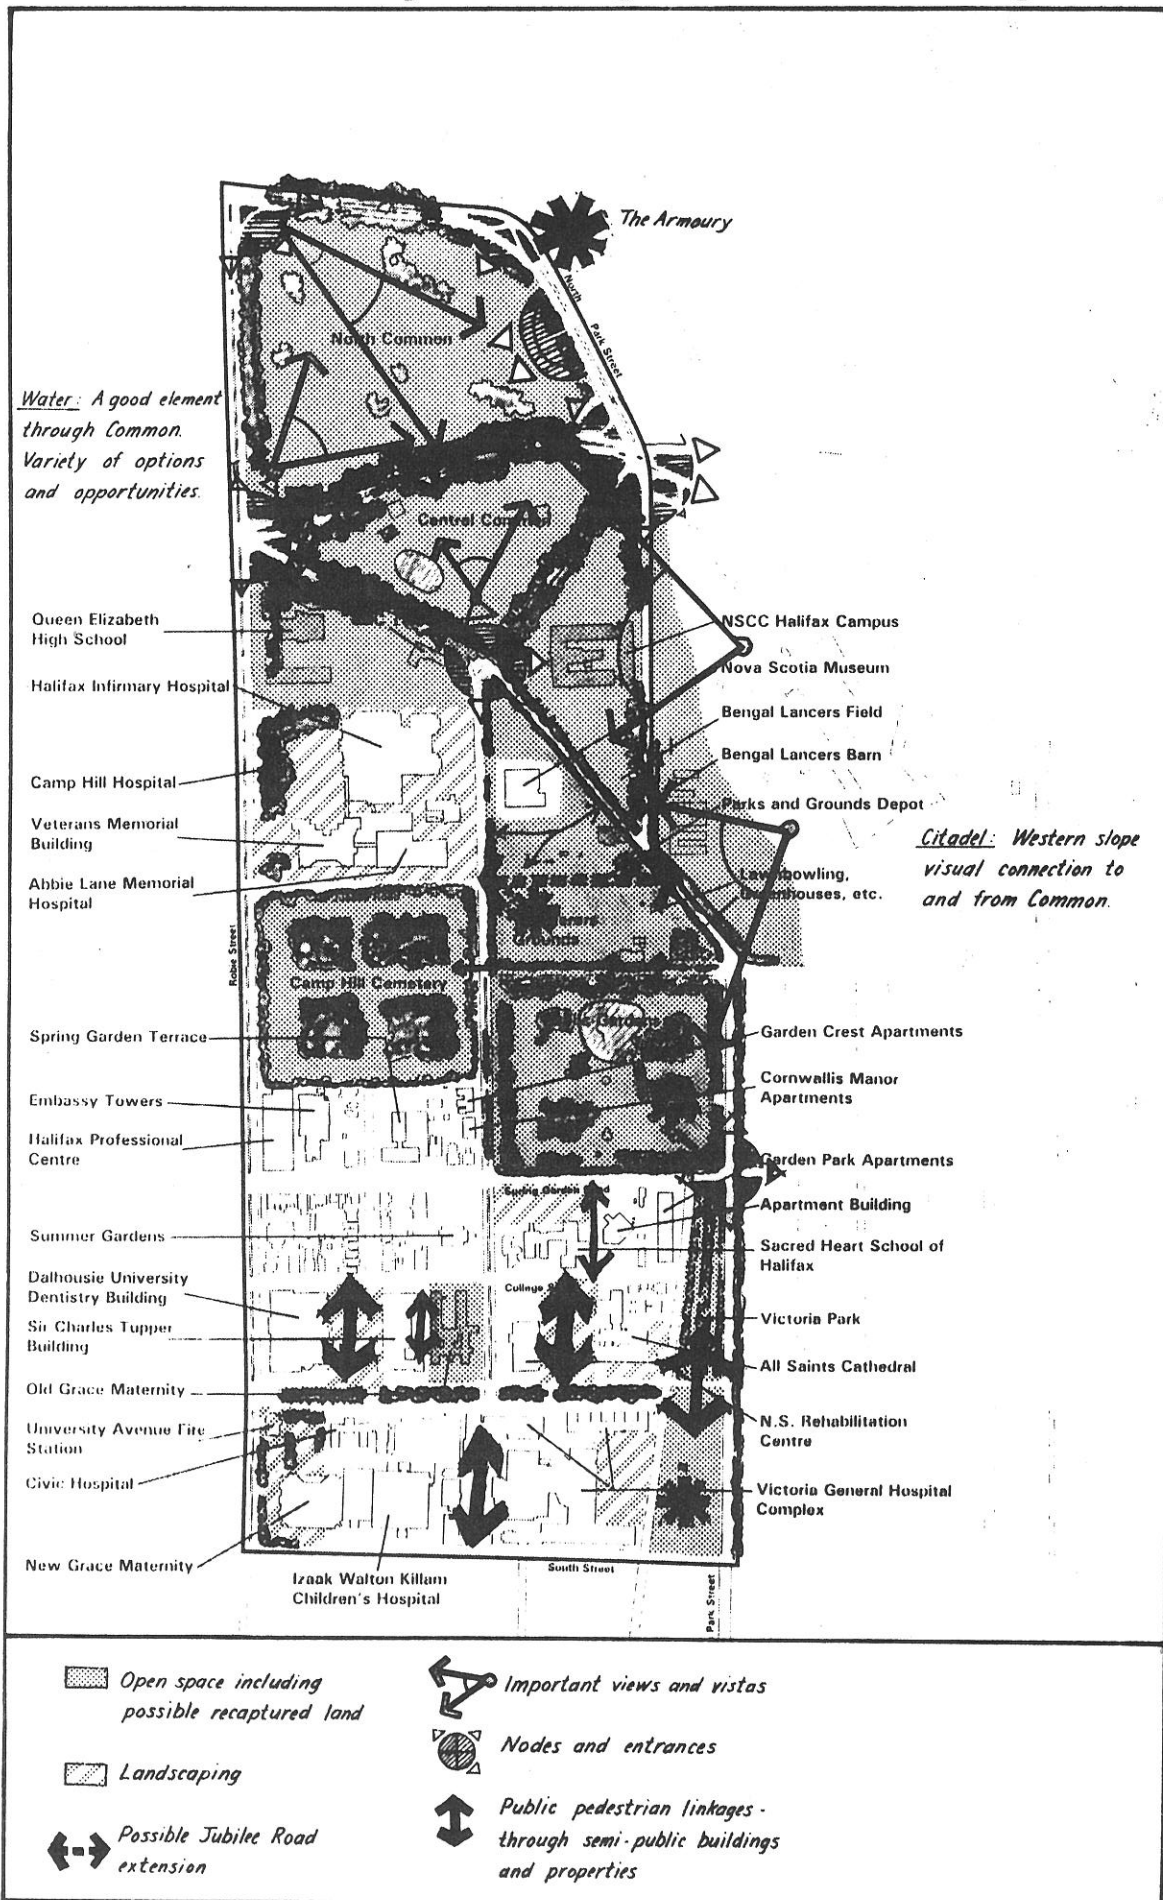 The Armoury
North
Park Street
North Common
Water: A good element
through Common.
Variety of options
and opportunities.
Central Common
Queen Elizabeth
High School
Halifax Infirmary Hospital
Camp Hill Hospital
Veterans Memorial
Building
Abbie Lane Memorial
Hospital
NSCC Halifax Campus
Nova Scotia Museum
Bengal Lancers Field
Bengal Lancers Barn
Parks and Grounds Depot
Lawnbowling,
Greenhouses, etc.
Citadel: Western slope
visual connection to
and from Common.
Robie Street
Grounds
Camp Hill Cemetery
Gardens
Spring Garden Terrace
Embassy Towers
Halifax Professional
Centre
Garden Crest Apartments
Cornwallis Manor
Apartments
Garden Park Apartments
Spring Garden Road
Apartment Building
Summer Gardens
Sacred Heart School of
Halifax
Dalhousie University
Dentistry Building
College
Sir Charles Tupper
Building
Victoria Park
All Saints Cathedral
Old Grace Maternity
University Avenue Fire
Station
N.S. Rehabilitation
Centre
Civic Hospital
Victoria General Hospital
Complex
New Grace Maternity
Izaak Walton Killam
Children's Hospital
South Street
Park Street
Open space including
possible recaptured land
Landscaping
Possible Jubilee Road
extension
Important views and vistas
Nodes and entrances
Public pedestrian linkages -
through semi-public buildings
and properties